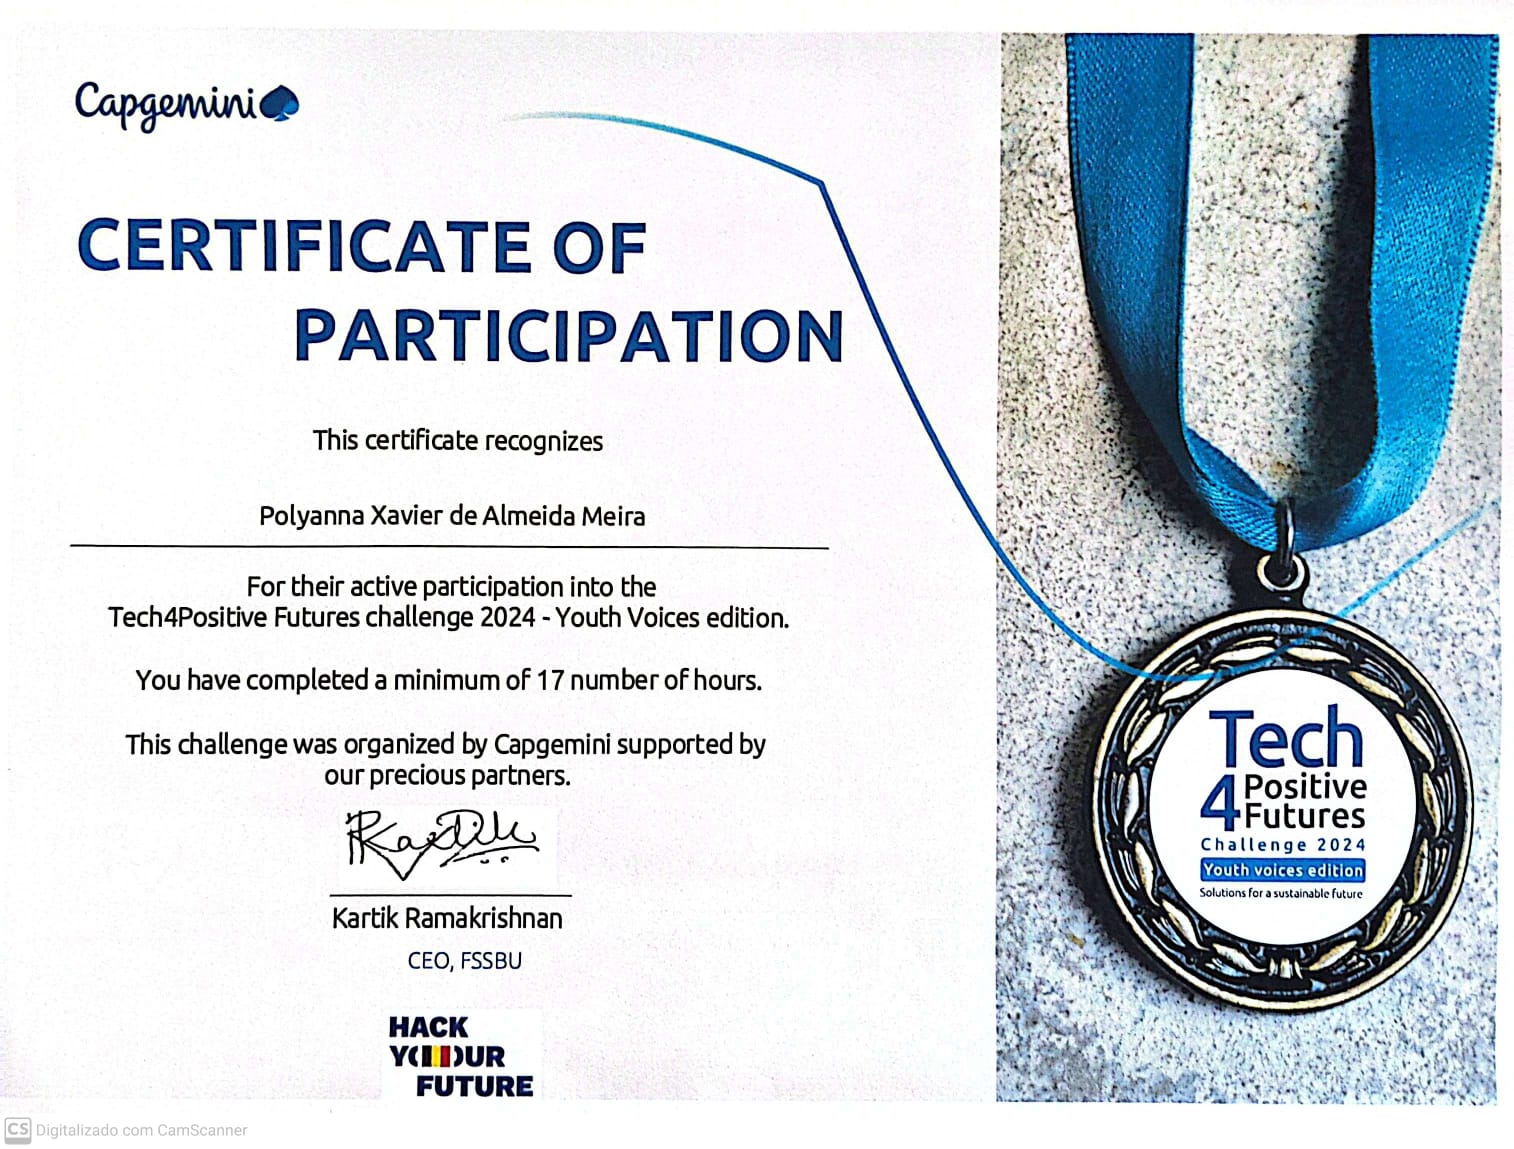 Capgemini
CERTIFICATE OF
PARTICIPATION
This certificate recognizes
Polyanna Xavier de Almeida Meira
For their active participation into the
Tech4Positive Futures challenge 2024 - Youth Voices edition.
You have completed a minimum of 17 number of hours.
This challenge was organized by Capgemini supported by
our precious partners.
Kartik
Kartik Ramakrishnan
CEO, FSSBU
HACK
YOUR
FUTURE
Tech
4 Positive
Futures
Challenge 2024
Youth voices edition
Solutions for a sustainable future
CS Digitalizado com CamScanner